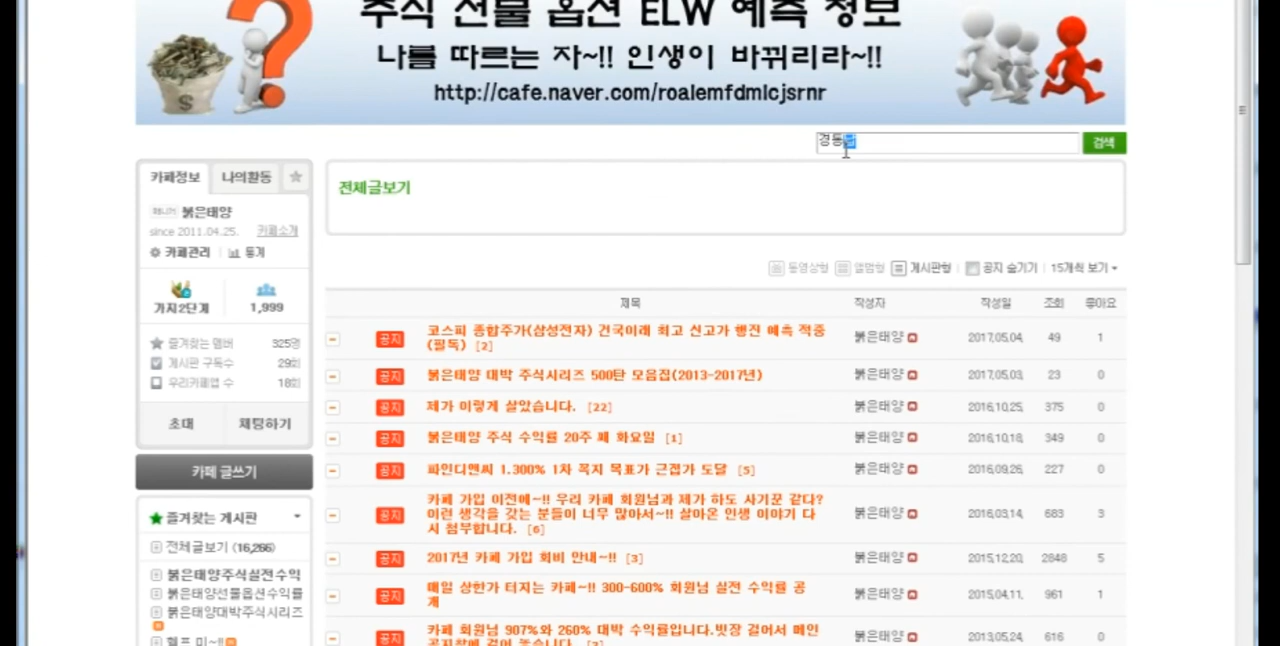 주식 선물 옵션 ELW 예측 정보
나를 따르는 자~!! 인생이 바뀌리라~!!
http://cafe.naver.com/roalemfdmlcjsrnr
경동
검색
카페정보 나의활동
매니저 붉은태양
since 2011.04.25. 카페소개
카페관리 통계
가지2단계 1,999
즐겨찾는 멤버 325명
게시판 구독수 29회
우리카페앱 수 18회
초대 채팅하기
카페 글쓰기
즐겨찾는 게시판
전체글보기 (16,266)
붉은태양주식실전수익
붉은태양선물옵션수익률
붉은태양대박주식시리즈
헬프 미~!!
전체글보기
동영상형 앨범형 게시판형 공지 숨기기 15개씩 보기
제목 작성자 작성일 조회 좋아요
공지 코스피 종합주가(삼성전자) 건국이래 최고 신고가 행진 예측 적중 붉은태양 2017.05.04. 49 1
(필독) [2]
공지 붉은태양 대박 주식시리즈 500탄 모음집(2013-2017년) 붉은태양 2017.05.03. 23 0
공지 제가 이렇게 살았습니다. [22] 붉은태양 2016.10.25. 375 0
공지 붉은태양 주식 수익률 20주 째 화요일 [1] 붉은태양 2016.10.18. 349 0
공지 파인디앤씨 1.300% 1차 쪽지 목표가 근접가 도달 [5] 붉은태양 2016.09.26. 227 0
카페 가입 이전에~!! 우리 카페 회원님과 제가 하도 사기꾼 같다?
공지 이런 생각을 갖는 분들이 너무 많아서~!! 살아온 인생 이야기 다 붉은태양 2016.03.14. 683 3
시 첨부합니다. [6]
공지 2017년 카페 가입 회비 안내~!! [3] 붉은태양 2015.12.20. 2848 5
공지 매일 상한가 터지는 카페~!! 300-600% 회원님 실전 수익률 공 붉은태양 2015.04.11. 961 1
개
공지 카페 회원님 907%와 260% 대박 수익률입니다.빚장 걸어서 메인 붉은태양 2013.05.24. 616 0